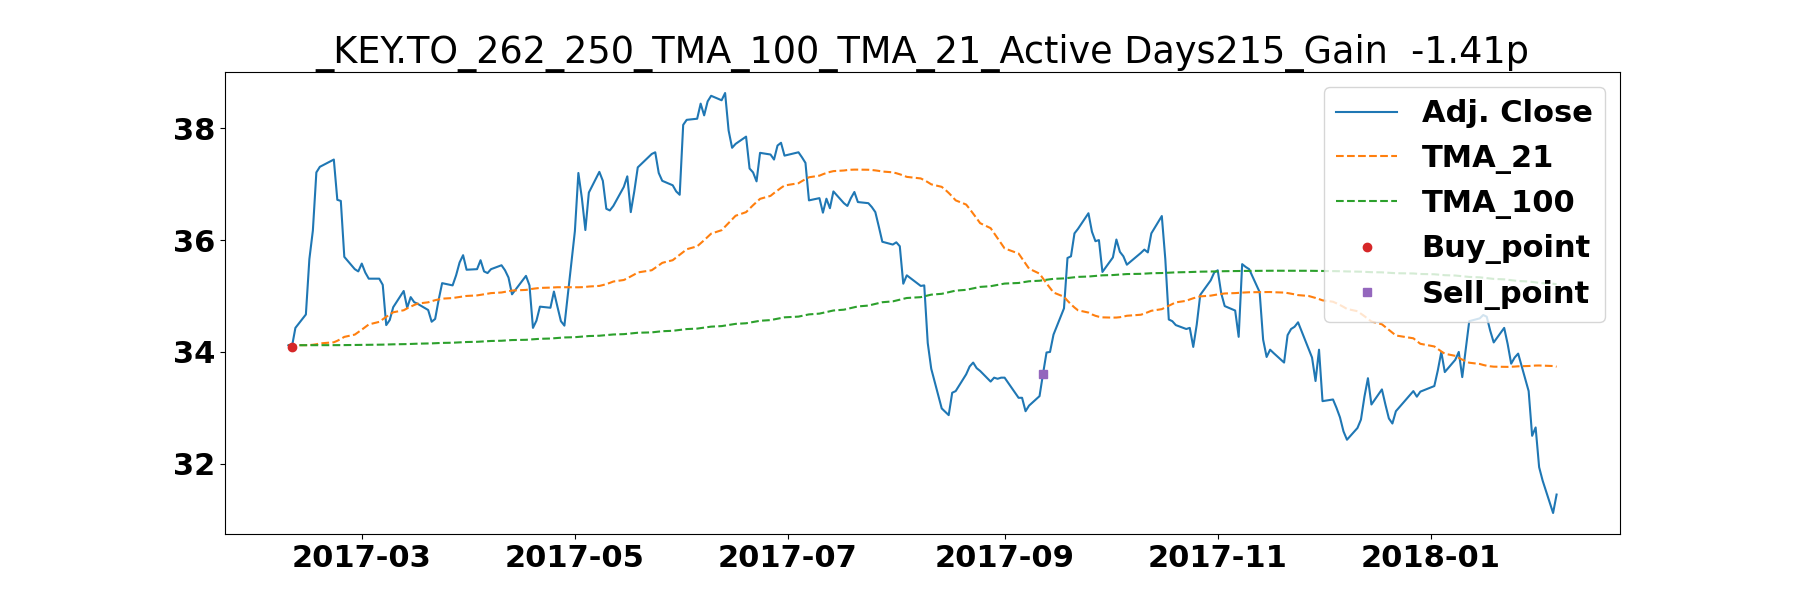 _KEY.TO_262_250_TMA_100_TMA_21_Active Days215_Gain  -1.41p
Adj. Close
TMA_21
TMA_100
Buy_point
Sell_point
38
36
34
32
2017-03 2017-05 2017-07 2017-09 2017-11 2018-01